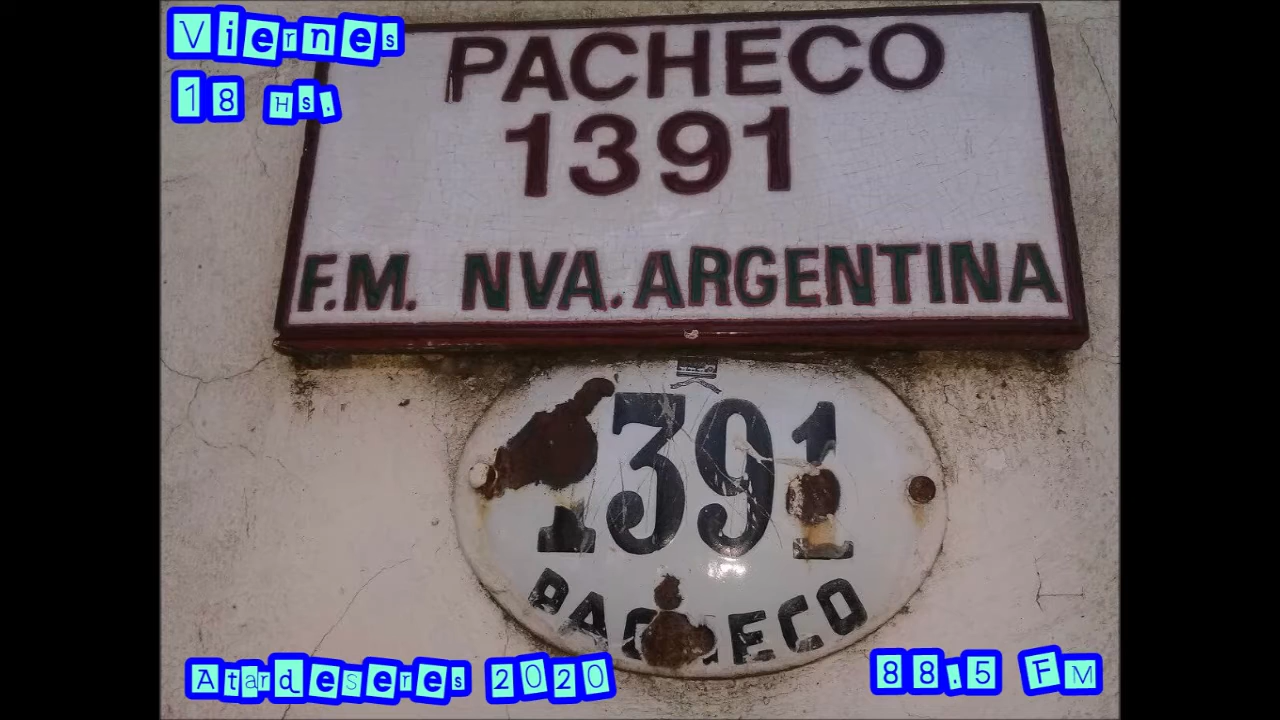 Viernes
18 Hs.
PACHECO
1391
F.M. NVA. ARGENTINA
1391
PACHECO
Atardeseres 2020
88.5 FM